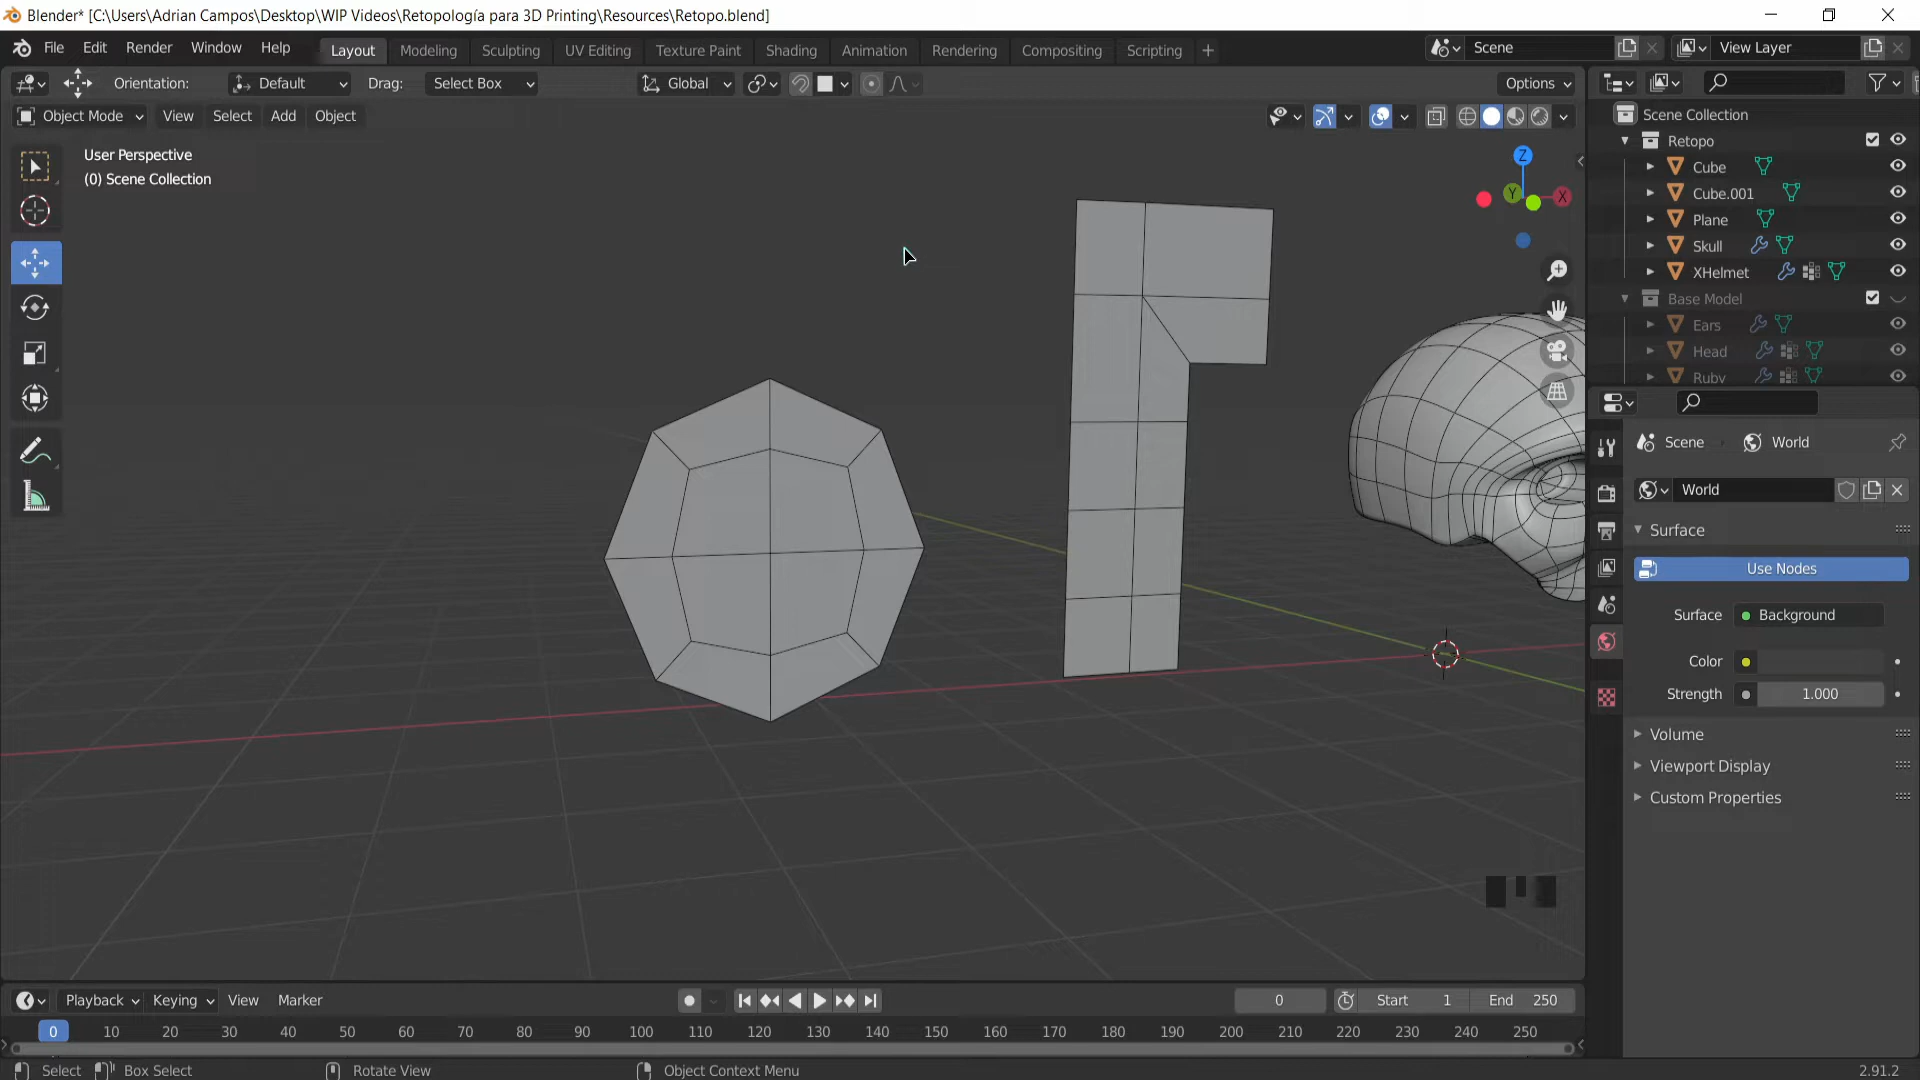 Blender* [C:\Users\Adrian Campos\Desktop\WIP Videos\Retopología para 3D Printing\Resources\Retopo.blend]
File Edit Render Window Help Layout Modeling Sculpting UV Editing Texture Paint Shading Animation Rendering Compositing Scripting + Scene View Layer
Orientation: Default Drag: Select Box Global Options
Object Mode View Select Add Object
User Perspective
(0) Scene Collection
Z
Y
X
Scene Collection
Retopo
Cube
Cube.001
Plane
Skull
XHelmet
Base Model
Ears
Head
Ruby
Scene World
World
Surface
Use Nodes
Surface Background
Color
Strength 1.000
Volume
Viewport Display
Custom Properties
Playback Keying View Marker 0 Start 1 End 250
0 10 20 30 40 50 60 70 80 90 100 110 120 130 140 150 160 170 180 190 200 210 220 230 240 250
Select Box Select Rotate View Object Context Menu 2.91.2